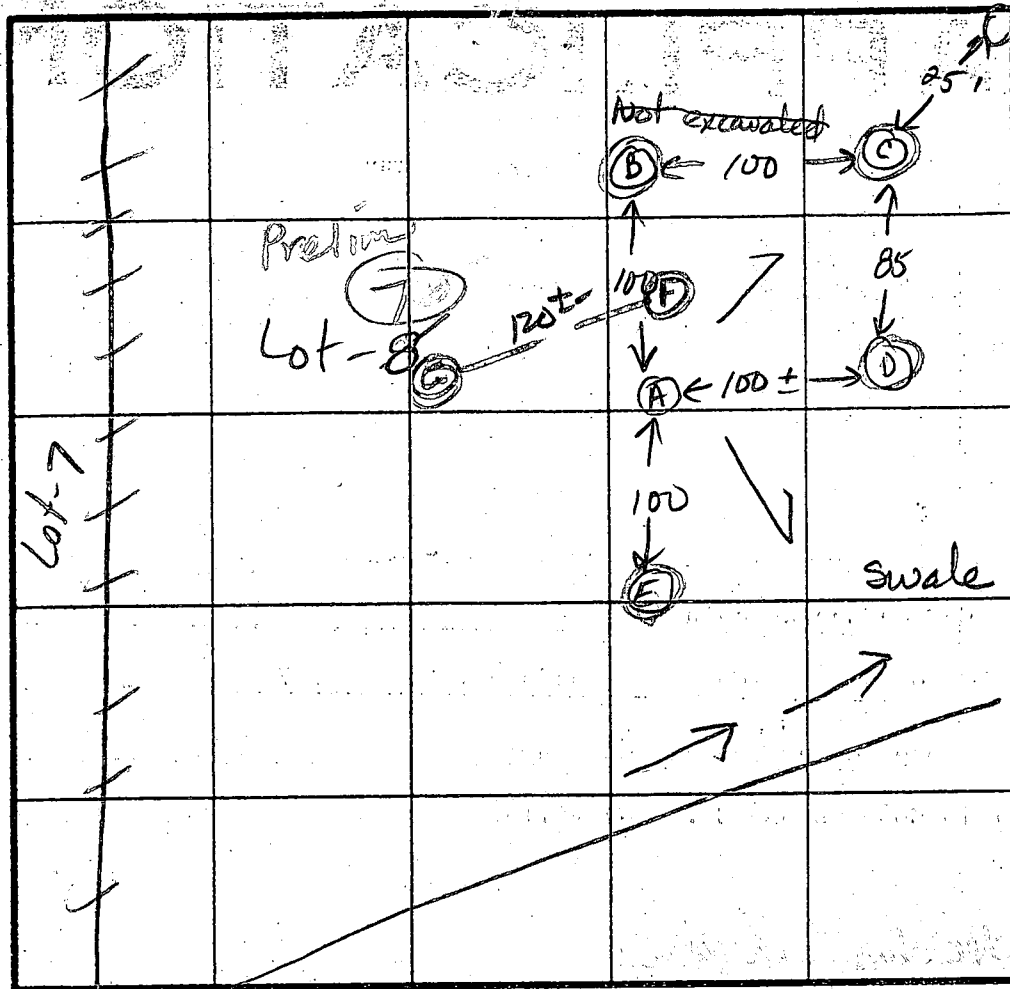 25'
C
Not excavated
B
100
C
Prelim
7
Lot-8
120±
100
F
85
G
A
100±
D
Lot-7
100
E
Swale